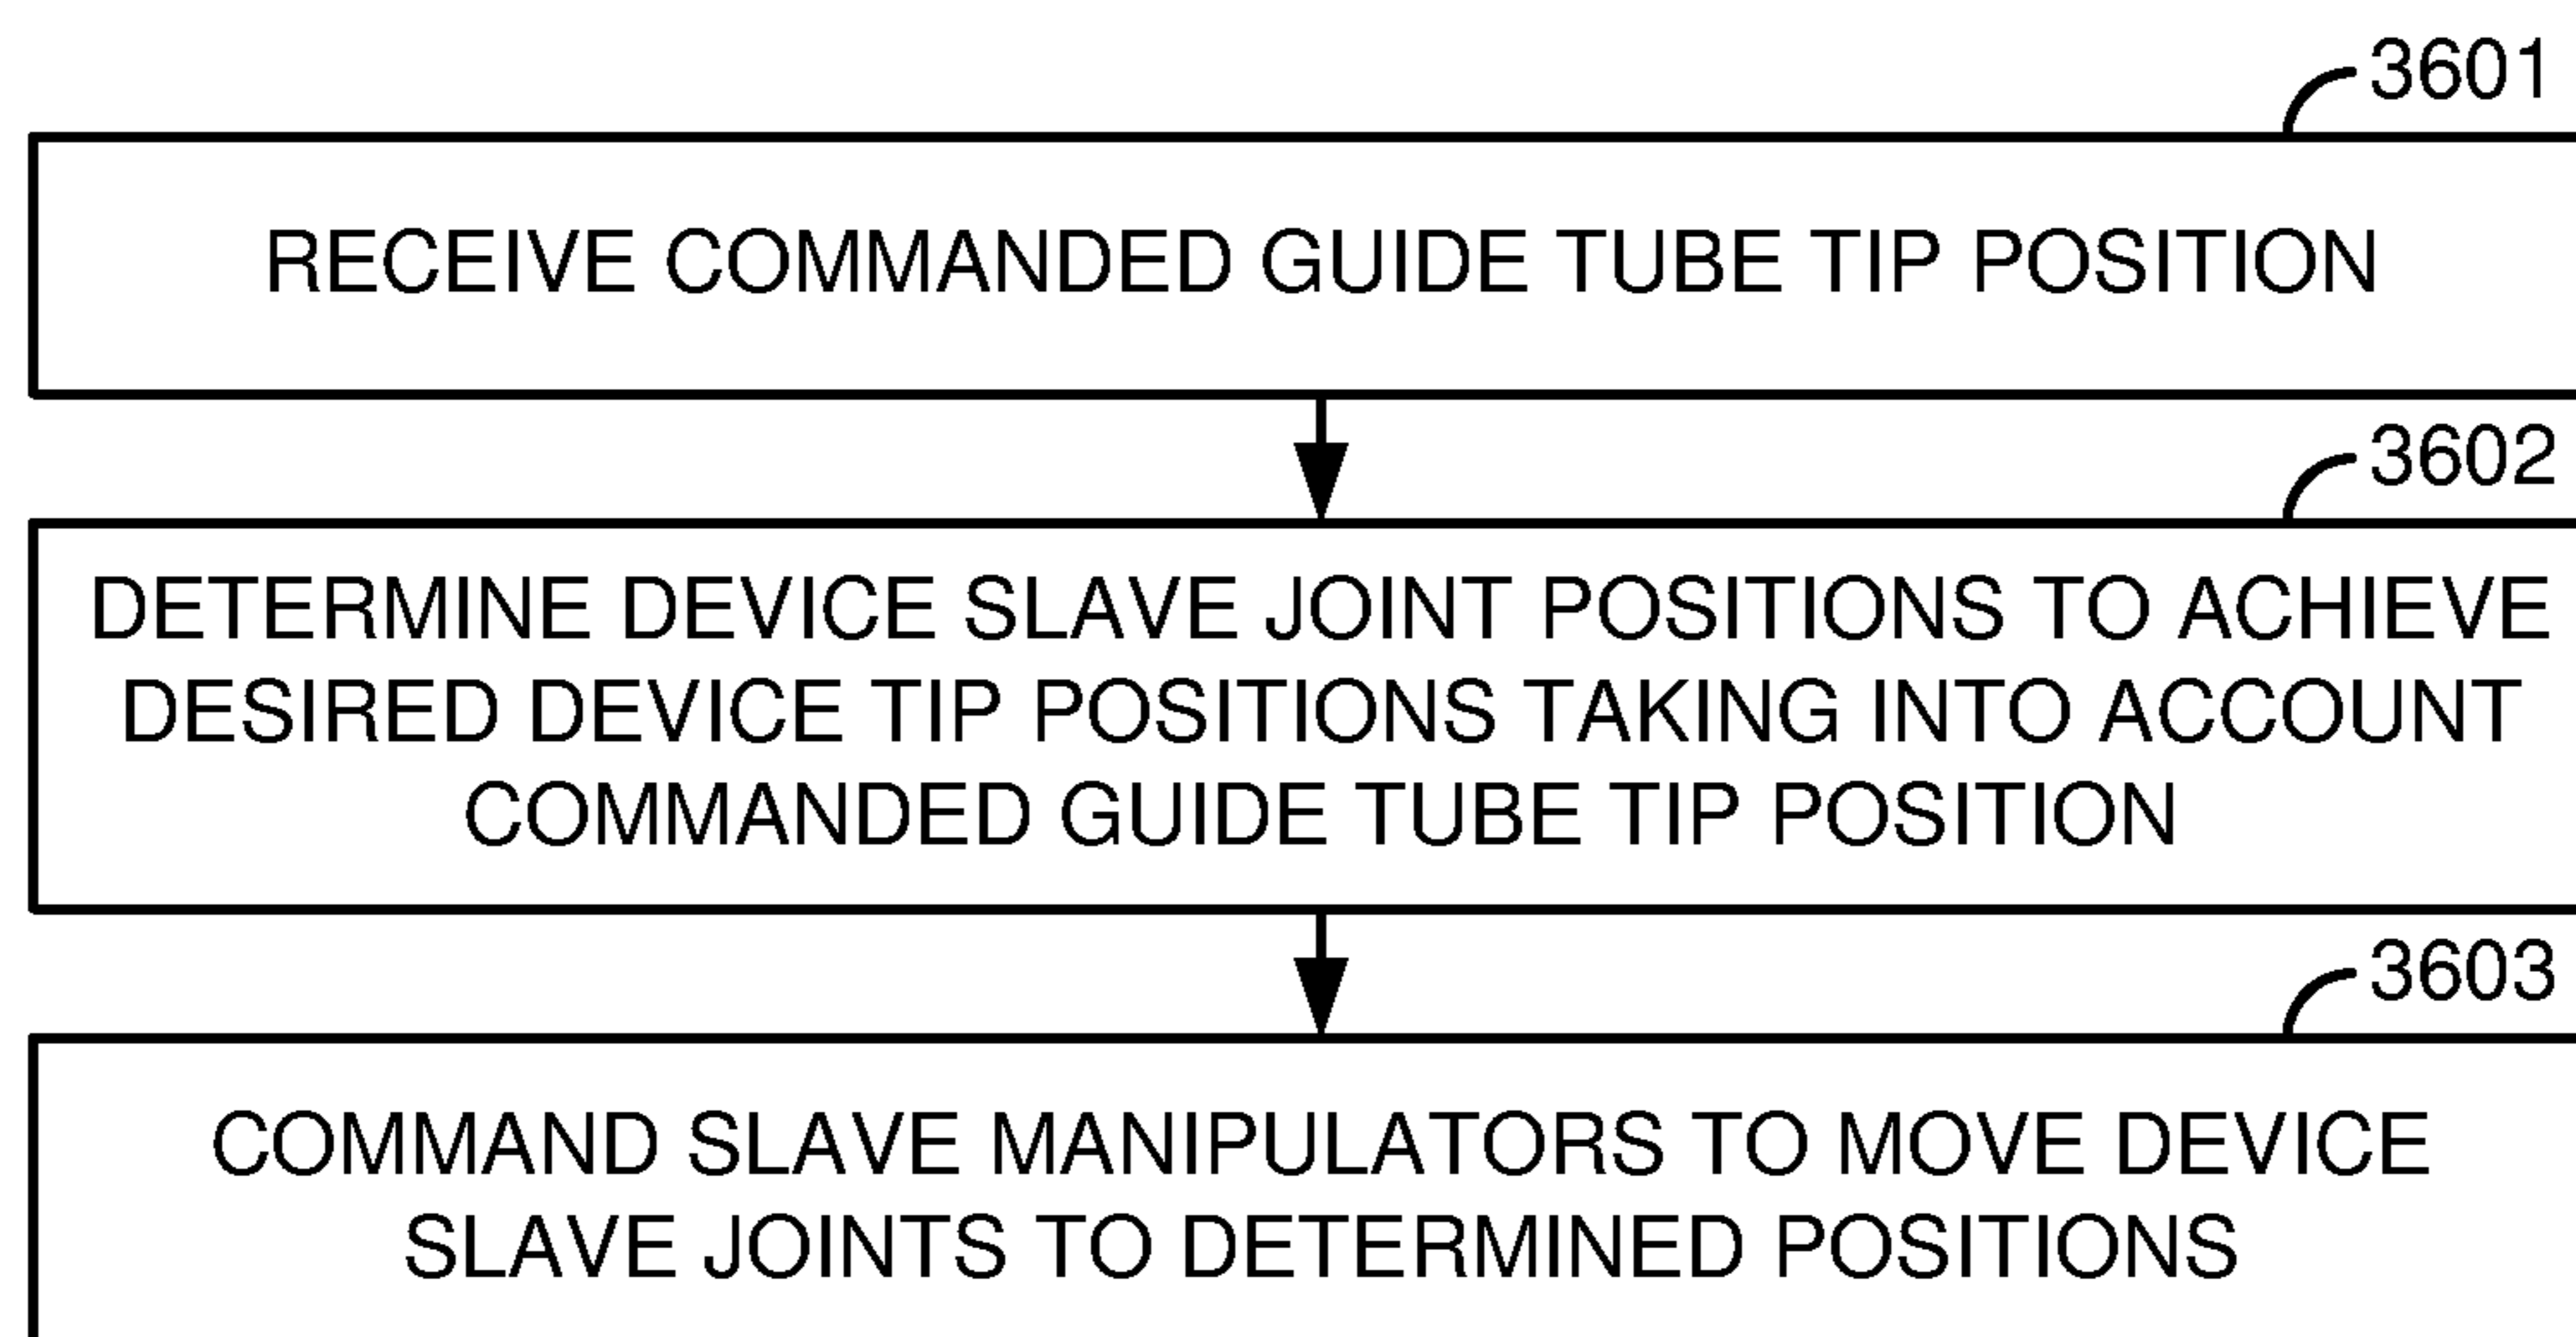 3601
RECEIVE COMMANDED GUIDE TUBE TIP POSITION
3602
DETERMINE DEVICE SLAVE JOINT POSITIONS TO ACHIEVE
DESIRED DEVICE TIP POSITIONS TAKING INTO ACCOUNT
COMMANDED GUIDE TUBE TIP POSITION
3603
COMMAND SLAVE MANIPULATORS TO MOVE DEVICE
SLAVE JOINTS TO DETERMINED POSITIONS